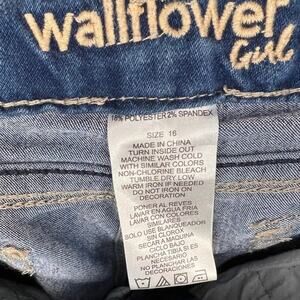 wallflower
Girl
18% POLYESTER 2% SPANDEX
SIZE 16
MADE IN CHINA
TURN INSIDE OUT
MACHINE WASH COLD
WITH SIMILAR COLORS
NON-CHLORINE BLEACH
TUMBLE DRY LOW
WARM IRON IF NEEDED
DO NOT IRON ON
DECORATION
PONER AL REVES
LAVAR EN AGUA FRIA
LAVAR CON COLORES
SIMILARES
SOLO USE BLANQUEADOR
SIN CLORO
SECAR A MAQUINA
CICLO BAJO
PLANCHA TIBIA SI ES
NECESARIO
NO PLANCHAR LAS
DECORACIONES